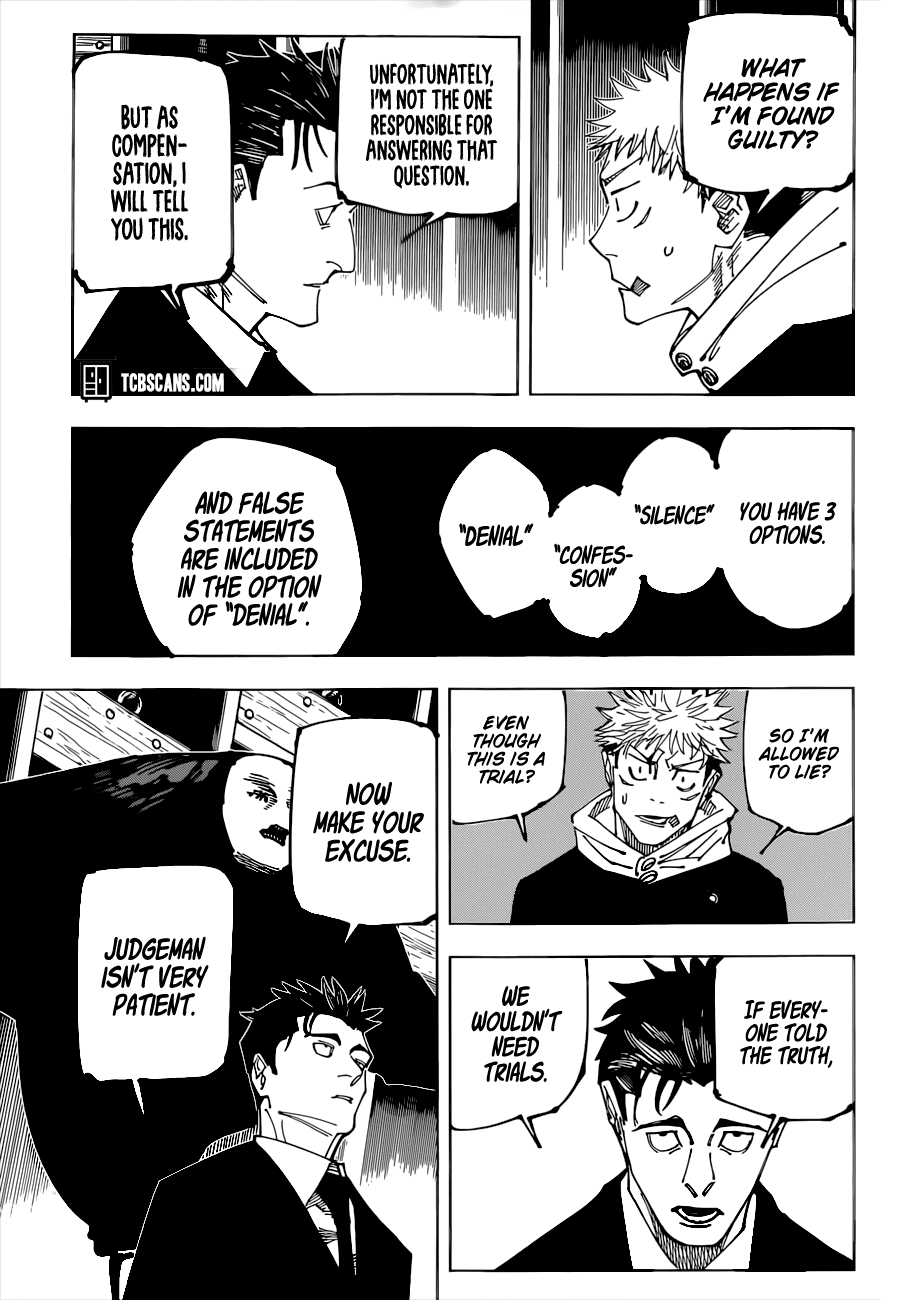 WHAT
HAPPENS IF
I'M FOUND
GUILTY?
UNFORTUNATELY,
I'M NOT THE ONE
RESPONSIBLE FOR
ANSWERING THAT
QUESTION.
BUT AS
COMPEN-
SATION, I
WILL TELL
YOU THIS.
TCBSCANS.COM
YOU HAVE 3
OPTIONS.
"SILENCE"
"CONFES-
SION"
"DENIAL"
AND FALSE
STATEMENTS
ARE INCLUDED
IN THE OPTION
OF "DENIAL".
SO I'M
ALLOWED
TO LIE?
EVEN
THOUGH
THIS IS A
TRIAL?
IF EVERY-
ONE TOLD
THE TRUTH,
WE
WOULDN'T
NEED
TRIALS.
NOW
MAKE YOUR
EXCUSE.
JUDGEMAN
ISN'T VERY
PATIENT.